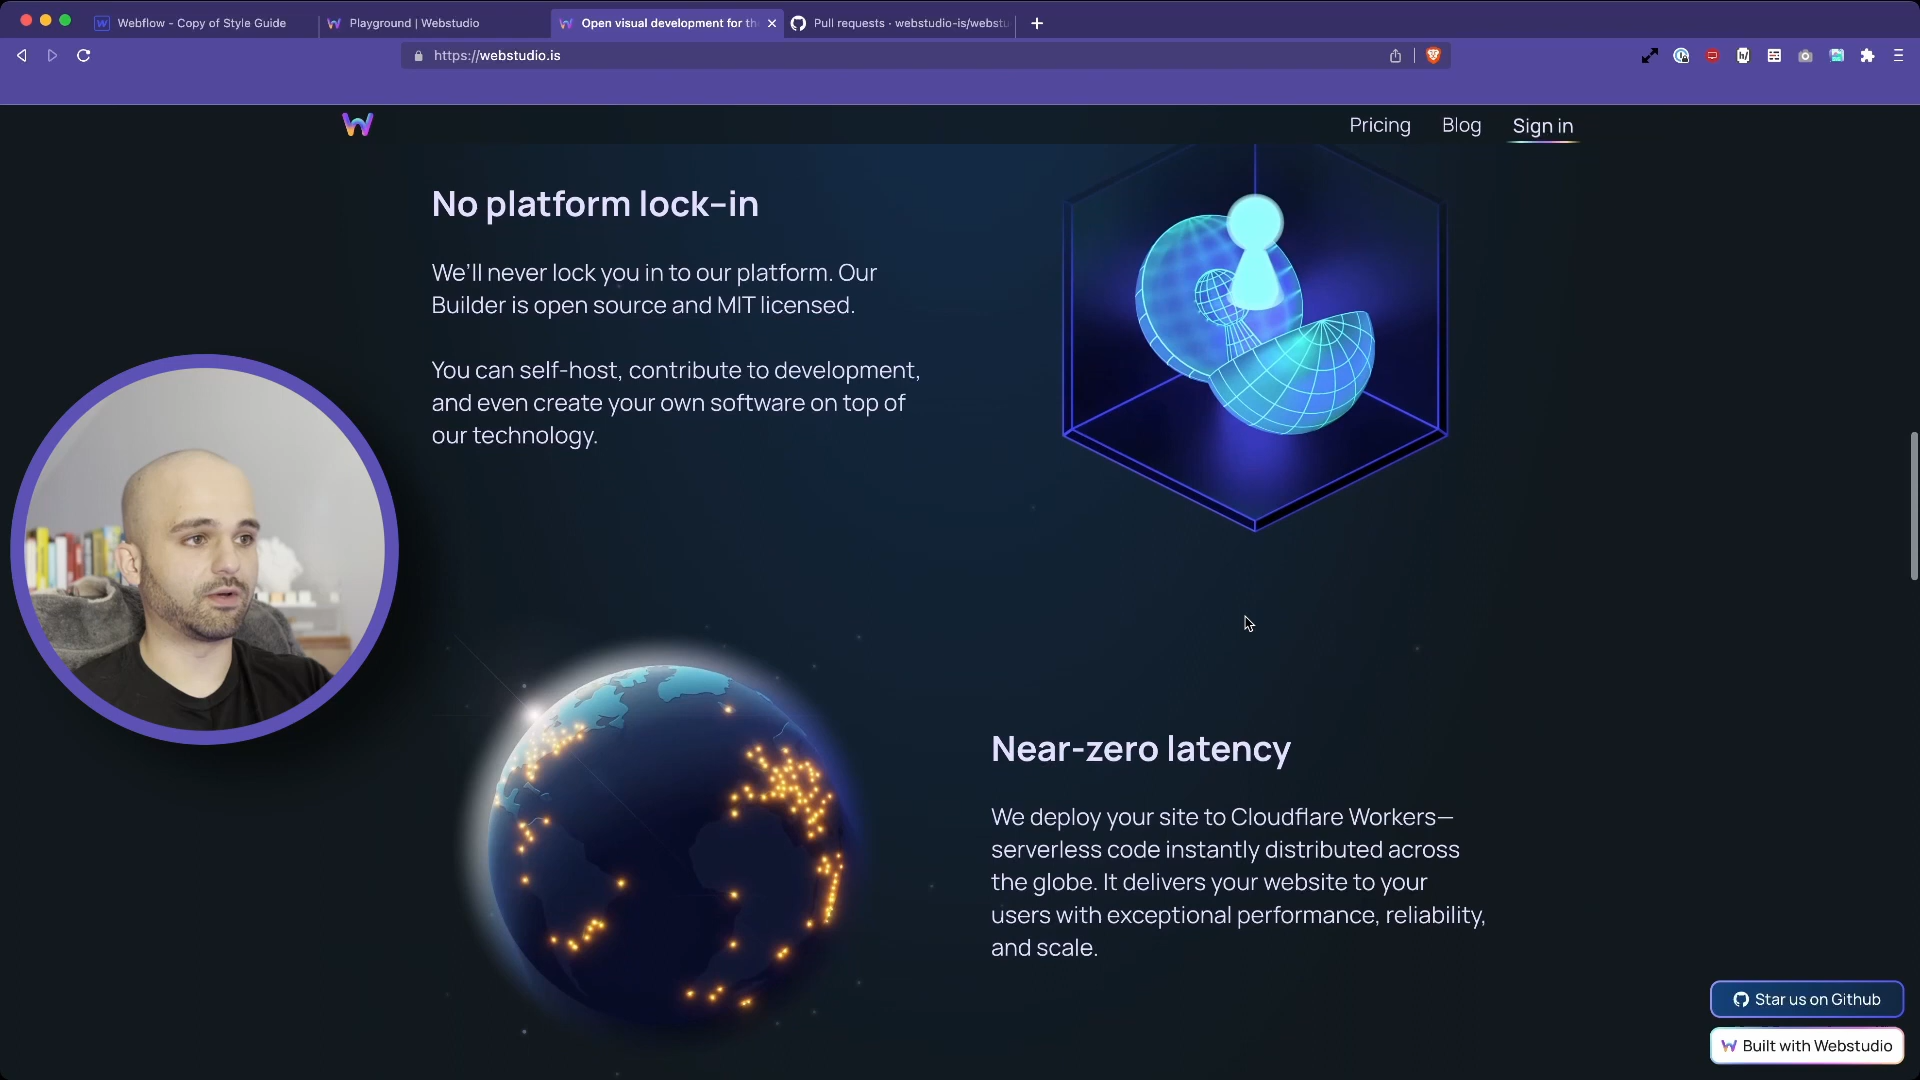 Webflow - Copy of Style Guide
Playground | Webstudio
Open visual development for th
Pull requests · webstudio-is/webstu
https://webstudio.is
Pricing
Blog
Sign in
No platform lock–in
We’ll never lock you in to our platform. Our
Builder is open source and MIT licensed.
You can self-host, contribute to development,
and even create your own software on top of
our technology.
Near-zero latency
We deploy your site to Cloudflare Workers—
serverless code instantly distributed across
the globe. It delivers your website to your
users with exceptional performance, reliability,
and scale.
Star us on Github
Built with Webstudio